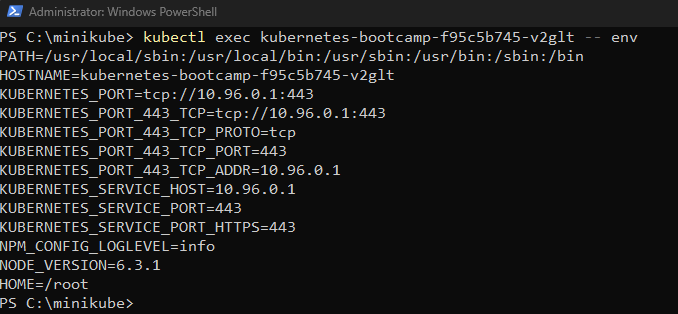 Administrator: Windows PowerShell
PS C:\minikube> kubectl exec kubernetes-bootcamp-f95c5b745-v2glt -- env
PATH=/usr/local/sbin:/usr/local/bin:/usr/sbin:/usr/bin:/sbin:/bin
HOSTNAME=kubernetes-bootcamp-f95c5b745-v2glt
KUBERNETES_PORT=tcp://10.96.0.1:443
KUBERNETES_PORT_443_TCP=tcp://10.96.0.1:443
KUBERNETES_PORT_443_TCP_PROTO=tcp
KUBERNETES_PORT_443_TCP_PORT=443
KUBERNETES_PORT_443_TCP_ADDR=10.96.0.1
KUBERNETES_SERVICE_HOST=10.96.0.1
KUBERNETES_SERVICE_PORT=443
KUBERNETES_SERVICE_PORT_HTTPS=443
NPM_CONFIG_LOGLEVEL=info
NODE_VERSION=6.3.1
HOME=/root
PS C:\minikube>